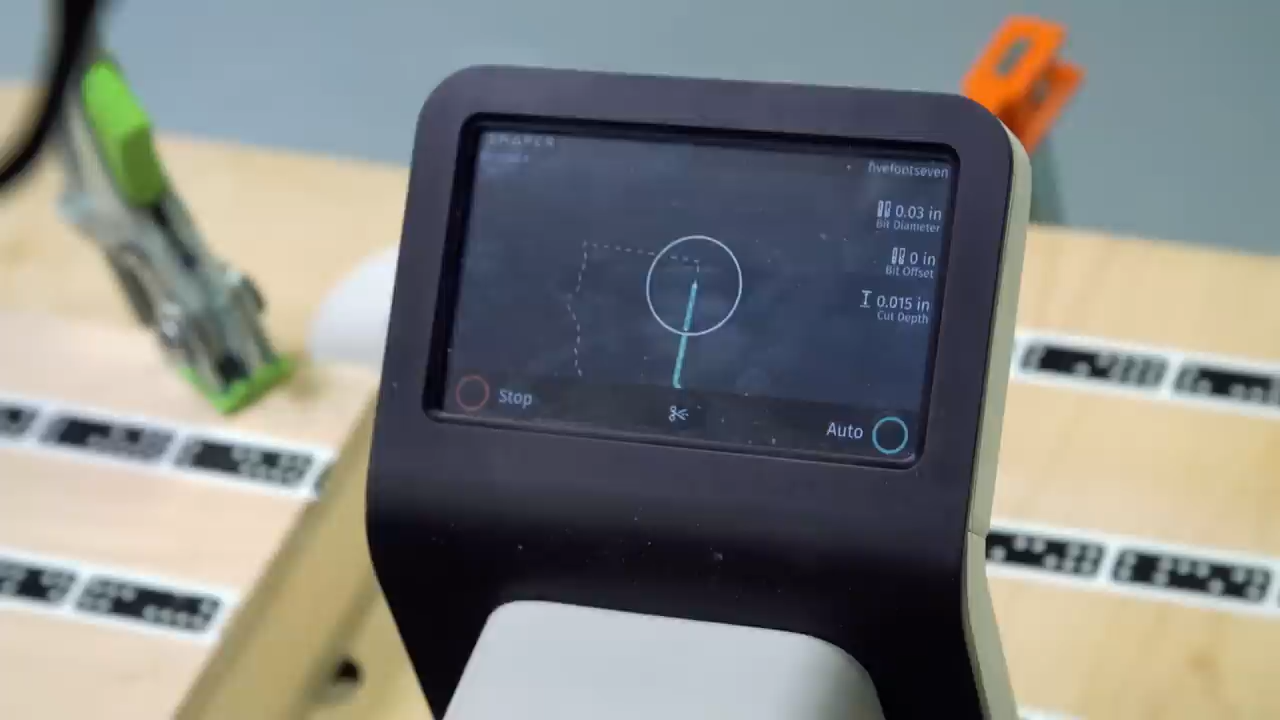 SHAPER
fivefootseven
0.03 in
Bit Diameter
0 in
Bit Offset
0.015 in
Cut Depth
Stop
Auto